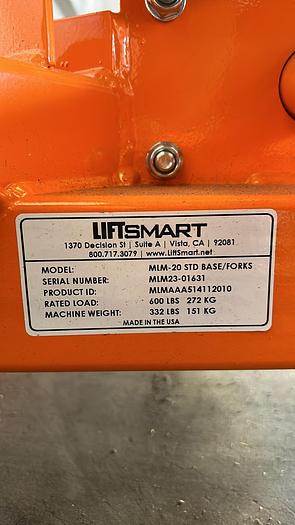 LIFTSMART
1370 Decision St | Suite A | Vista, CA | 92081
800.717.3079 | www.LiftSmart.net
MODEL: MLM-20 STD BASE/FORKS
SERIAL NUMBER: MLM23-01631
PRODUCT ID: MLMAAA514112010
RATED LOAD: 600 LBS 272 KG
MACHINE WEIGHT: 332 LBS 151 KG
MADE IN THE USA